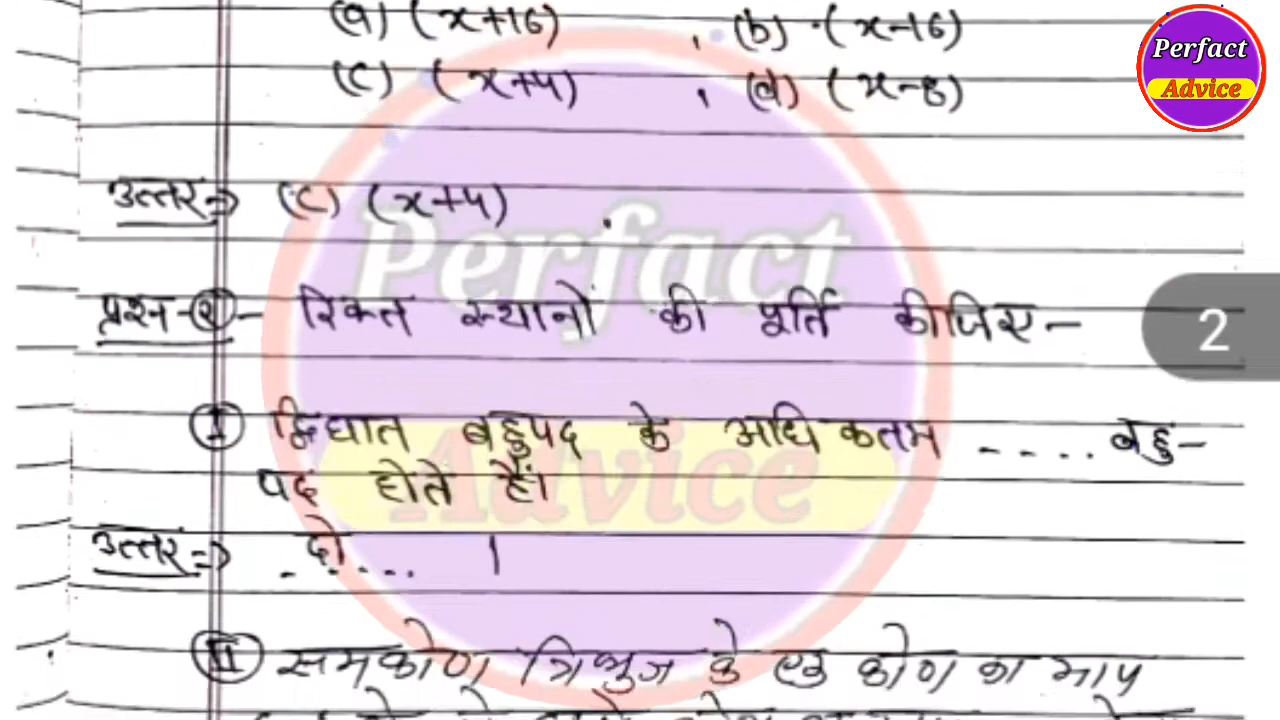 (a) (x+16) , (b) (x-16)
(c) (x+4) , (d) (x-8)
Perfact
Advice
उत्तर⇒ (c) (x+4) .
Perfact
प्रश्न-(2)- रिक्त स्थानों की पूर्ति कीजिए-
2
(I) द्विघात बहुपद के अधिकतम - - . . . बहु-
पद होते हैं।
Advice
उत्तर⇒ दो ।
(II) समकोण त्रिभुज के एक कोण का माप